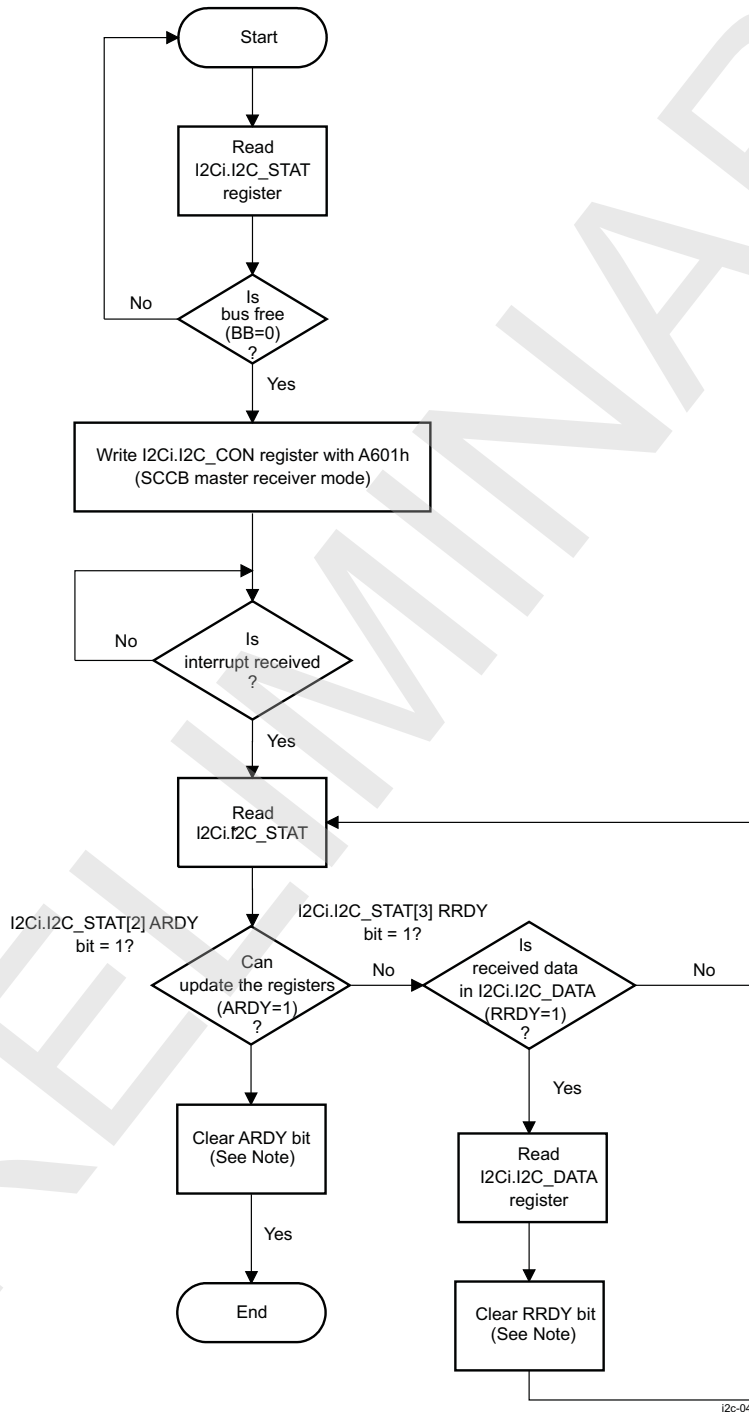 Start
Read
I2Ci.I2C_STAT
register
No
Is
bus free
(BB=0)
?
Yes
Write I2Ci.I2C_CON register with A601h
(SCCB master receiver mode)
No
Is
interrupt received
?
Yes
Read
I2Ci.I2C_STAT
I2Ci.I2C_STAT[2] ARDY
bit = 1?
I2Ci.I2C_STAT[3] RRDY
bit = 1?
Can
update the registers
(ARDY=1)
?
No
Is
received data
in I2Ci.I2C_DATA
(RRDY=1)
?
No
Yes
Clear ARDY bit
(See Note)
Read
I2Ci.I2C_DATA
register
Yes
End
Clear RRDY bit
(See Note)
i2c-04